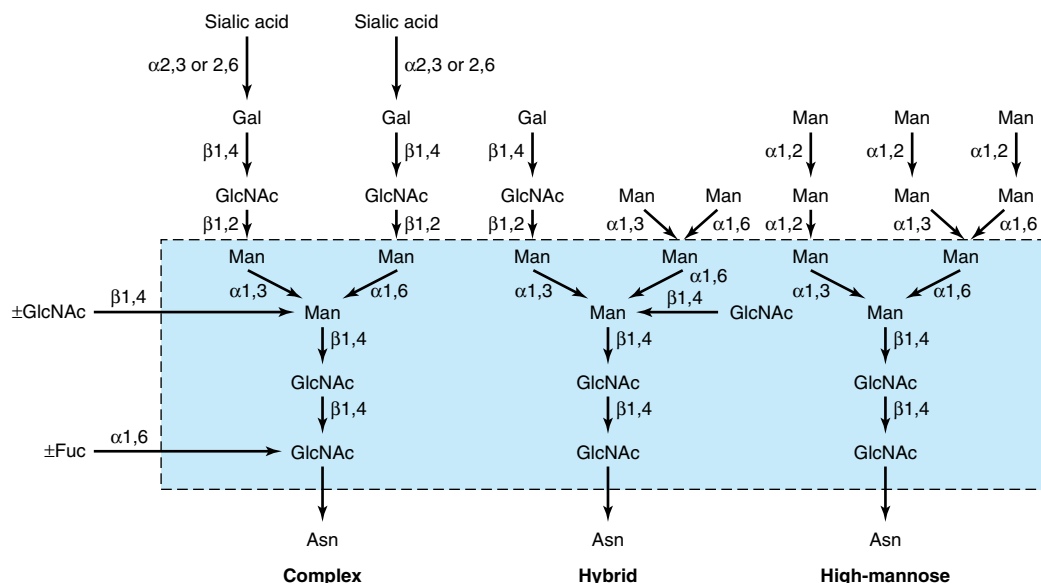 Sialic acid Sialic acid
α2,3 or 2,6 α2,3 or 2,6
Gal Gal Gal Man Man Man
β1,4 β1,4 β1,4 α1,2 α1,2 α1,2
GlcNAc GlcNAc GlcNAc Man Man Man Man Man
β1,2 β1,2 β1,2 α1,3 α1,6 α1,2 α1,3 α1,6
Man Man Man Man Man Man
α1,3 α1,6 α1,3 α1,6 α1,3 α1,6
±GlcNAc β1,4 Man Man β1,4 GlcNAc Man
β1,4 β1,4 β1,4
GlcNAc GlcNAc GlcNAc
β1,4 β1,4 β1,4
±Fuc α1,6 GlcNAc GlcNAc GlcNAc
Asn Asn Asn
Complex Hybrid High-mannose